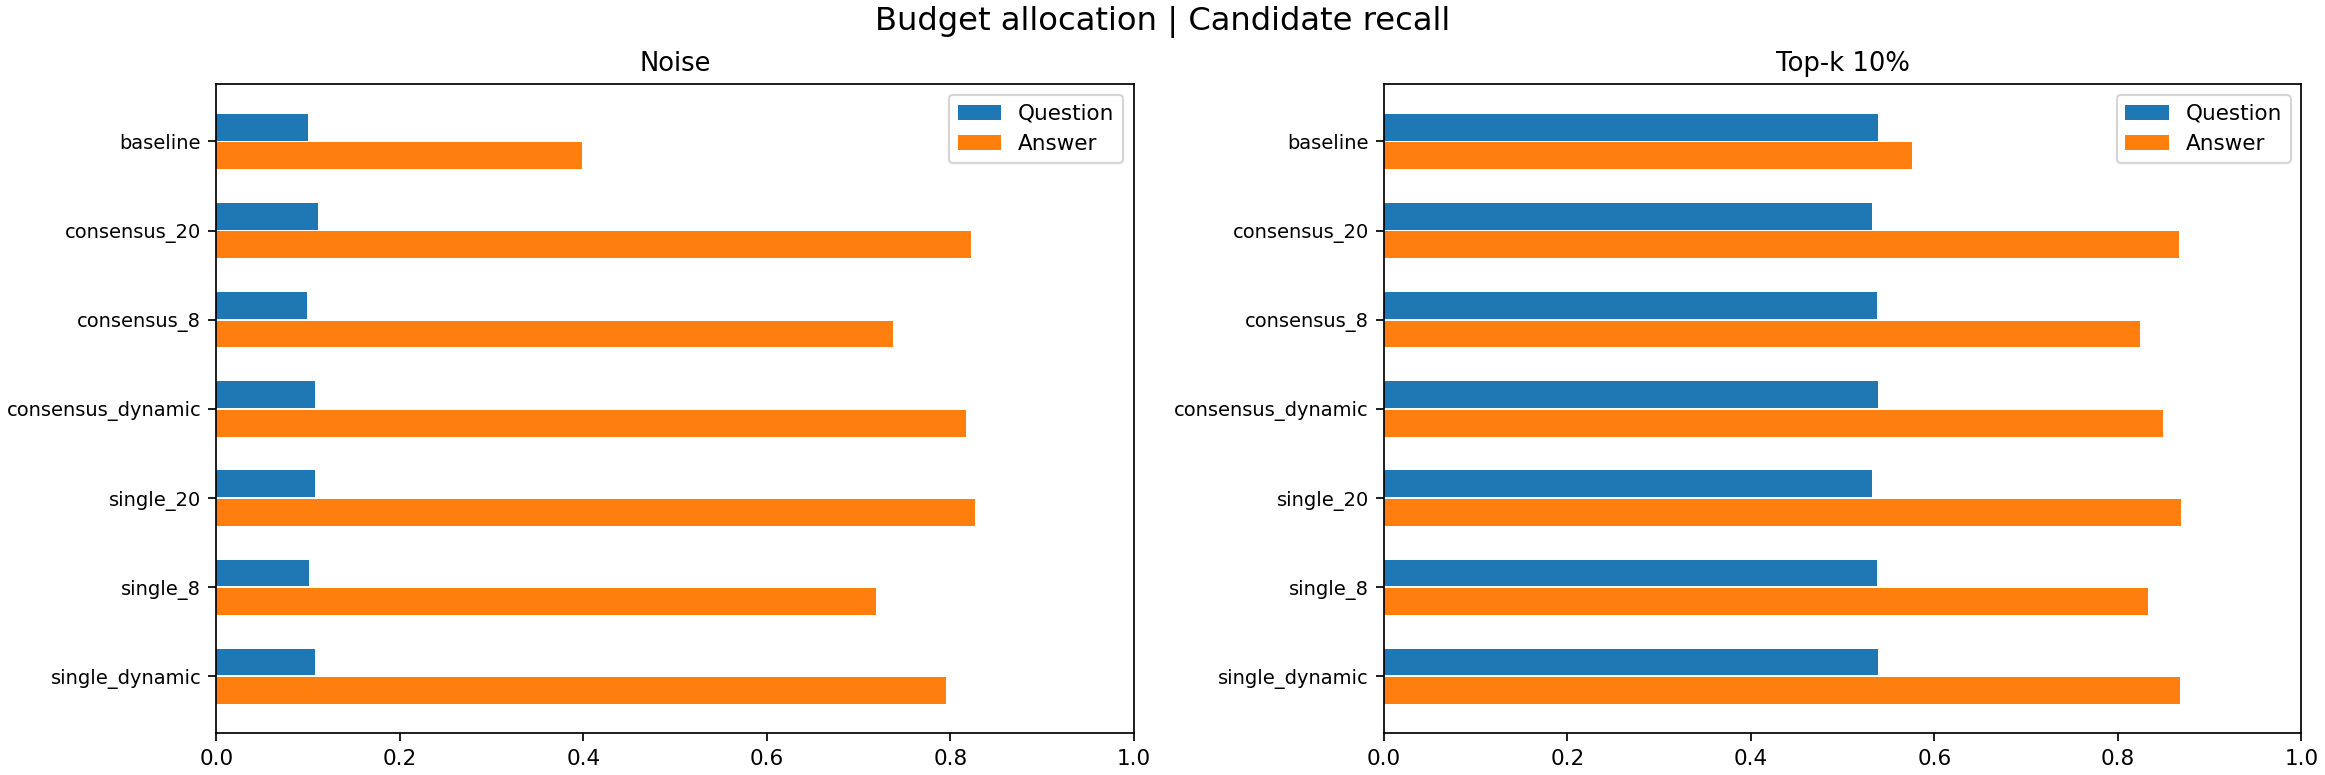 Budget allocation | Candidate recall
Noise
Question
Answer
baseline
consensus_20
consensus_8
consensus_dynamic
single_20
single_8
single_dynamic
0.0 0.2 0.4 0.6 0.8 1.0
Top-k 10%
Question
Answer
baseline
consensus_20
consensus_8
consensus_dynamic
single_20
single_8
single_dynamic
0.0 0.2 0.4 0.6 0.8 1.0